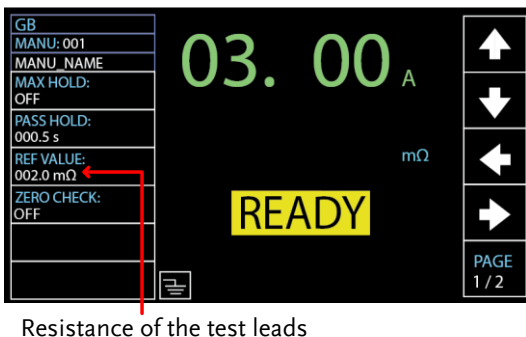 GB
MANU: 001
MANU_NAME
MAX HOLD:
OFF
PASS HOLD:
000.5 s
REF VALUE:
002.0 mΩ
ZERO CHECK:
OFF
03. 00 A
mΩ
READY
PAGE
1 / 2
Resistance of the test leads